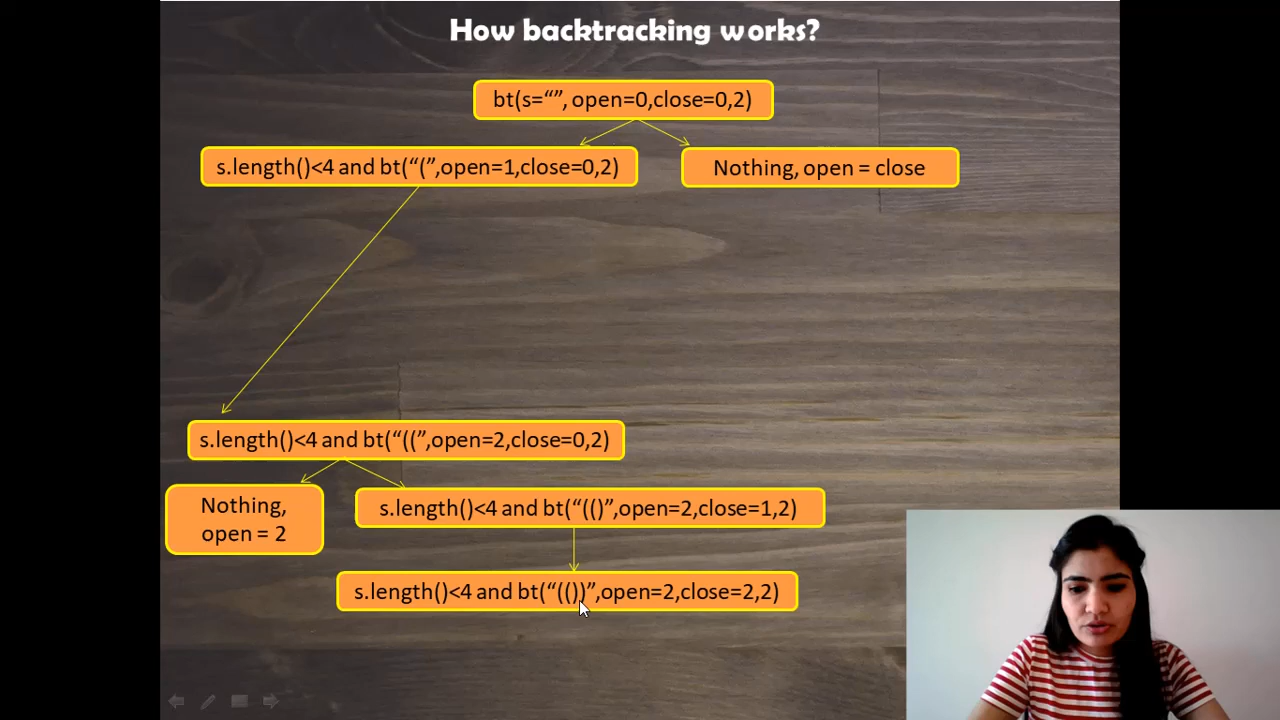 How backtracking works?
bt(s=“”, open=0,close=0,2)
s.length()<4 and bt(“(”,open=1,close=0,2)
Nothing, open = close
s.length()<4 and bt(“((”,open=2,close=0,2)
Nothing,
open = 2
s.length()<4 and bt(“(()”,open=2,close=1,2)
s.length()<4 and bt(“(())”,open=2,close=2,2)